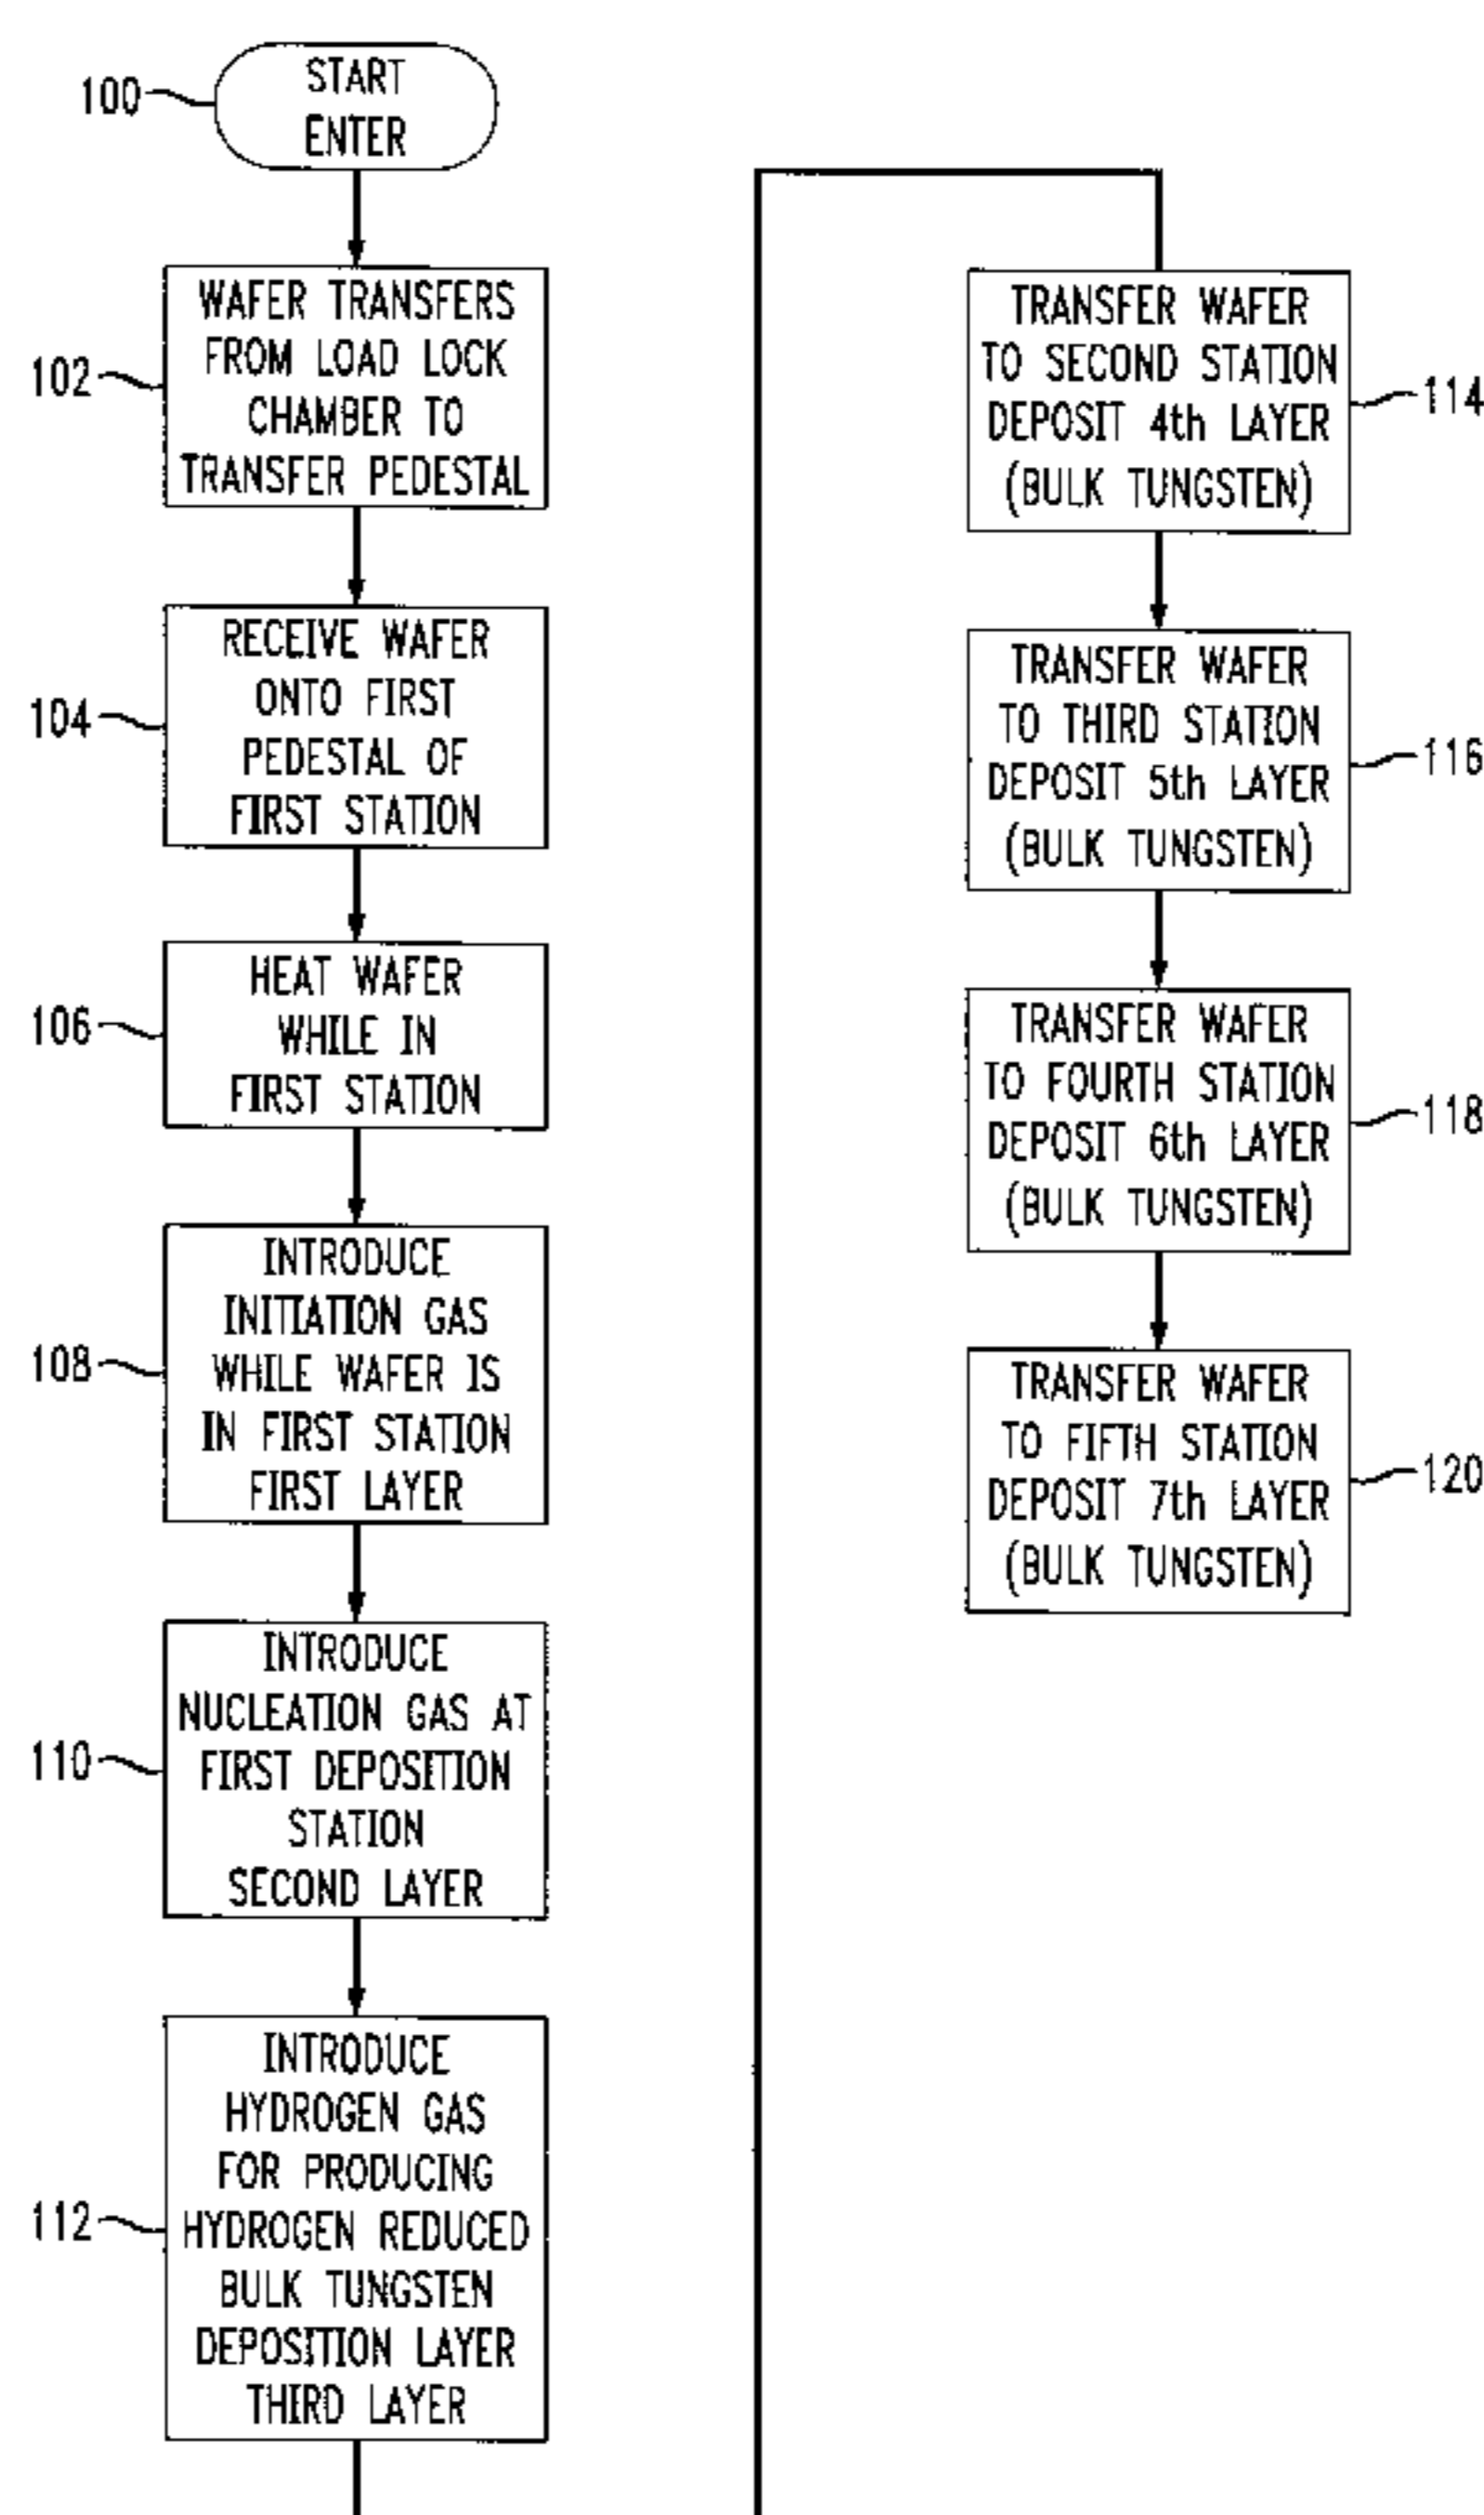 100
START
ENTER
102
WAFER TRANSFERS
FROM LOAD LOCK
CHAMBER TO
TRANSFER PEDESTAL
104
RECEIVE WAFER
ONTO FIRST
PEDESTAL OF
FIRST STATION
106
HEAT WAFER
WHILE IN
FIRST STATION
108
INTRODUCE
INITIATION GAS
WHILE WAFER IS
IN FIRST STATION
FIRST LAYER
110
INTRODUCE
NUCLEATION GAS AT
FIRST DEPOSITION
STATION
SECOND LAYER
112
INTRODUCE
HYDROGEN GAS
FOR PRODUCING
HYDROGEN REDUCED
BULK TUNGSTEN
DEPOSITION LAYER
THIRD LAYER
TRANSFER WAFER
TO SECOND STATION
DEPOSIT 4th LAYER
(BULK TUNGSTEN)
114
TRANSFER WAFER
TO THIRD STATION
DEPOSIT 5th LAYER
(BULK TUNGSTEN)
116
TRANSFER WAFER
TO FOURTH STATION
DEPOSIT 6th LAYER
(BULK TUNGSTEN)
118
TRANSFER WAFER
TO FIFTH STATION
DEPOSIT 7th LAYER
(BULK TUNGSTEN)
120